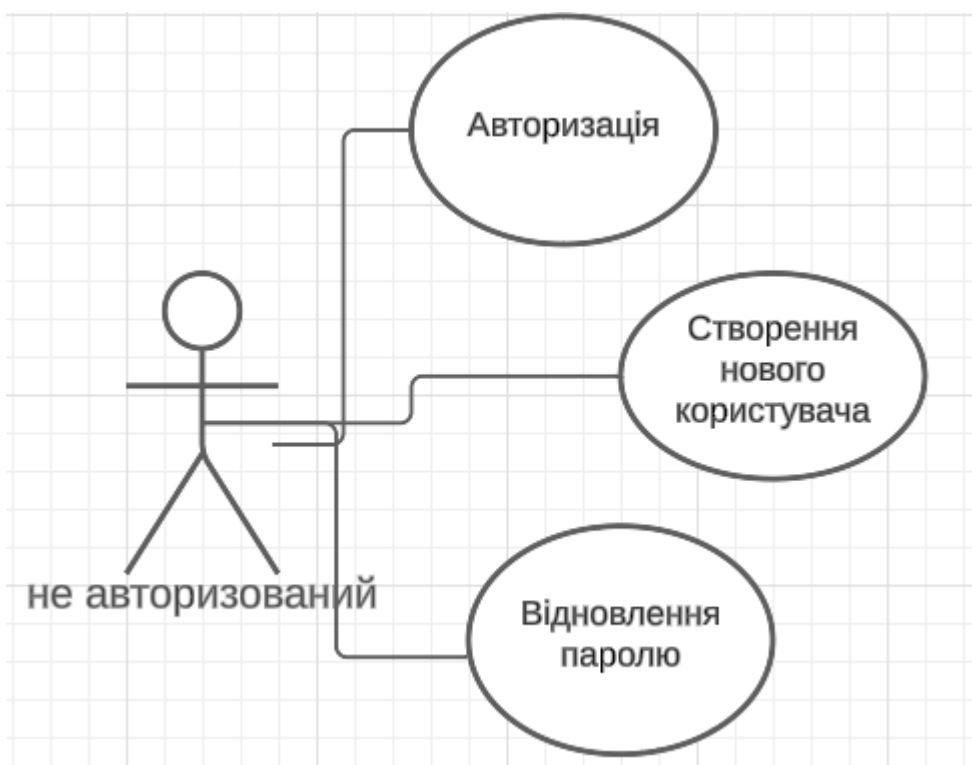 Авторизація
Створення
нового
користувача
не авторизований
Відновлення
паролю